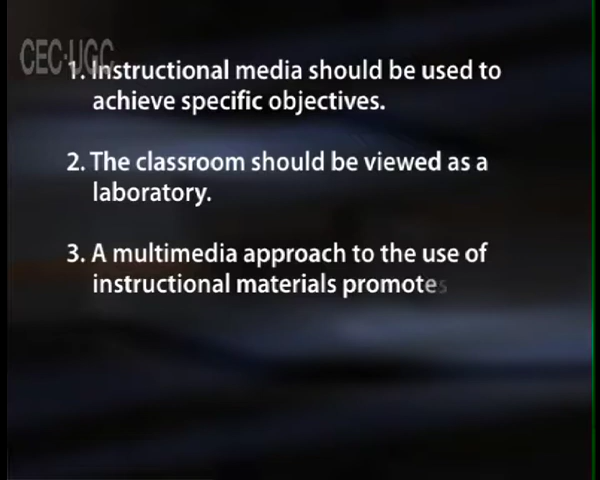 CEC-UGC
1. Instructional media should be used to
achieve specific objectives.
2. The classroom should be viewed as a
laboratory.
3. A multimedia approach to the use of
instructional materials promotes